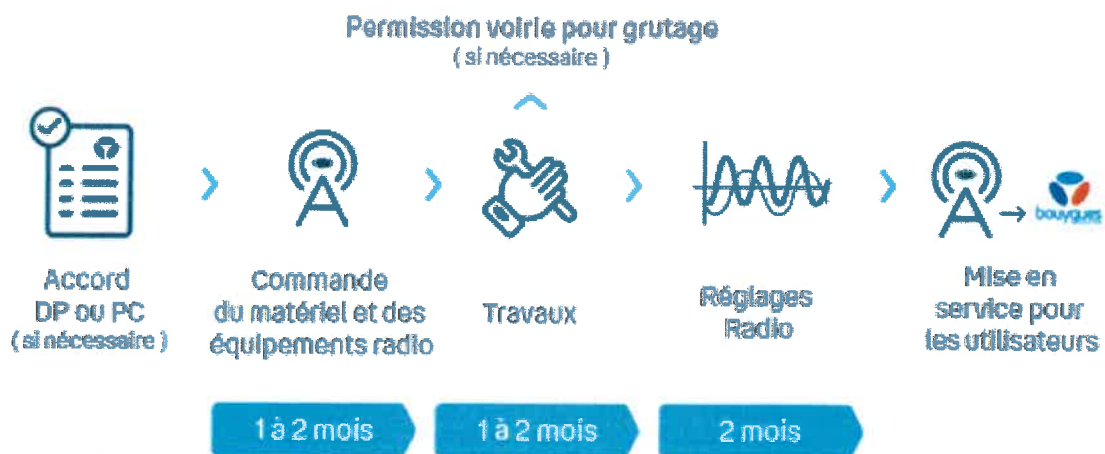 Permission voirie pour grutage
( si nécessaire )
Accord
DP ou PC
( si nécessaire )
Commande
du matériel et des
équipements radio
Travaux
Réglages
Radio
bouygues
Mise en
service pour
les utilisateurs
1 à 2 mois
1 à 2 mois
2 mois